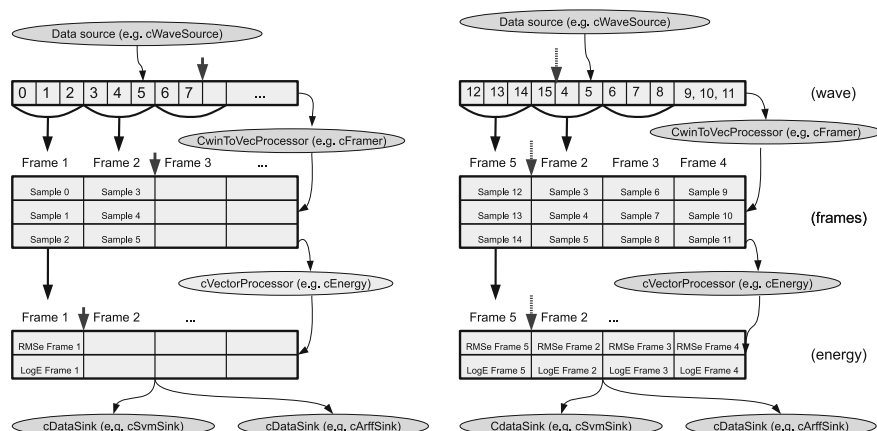 Data source (e.g. cWaveSource)
0 1 2 3 4 5 6 7 ...
CwinToVecProcessor (e.g. cFramer)
Frame 1 Frame 2 Frame 3 ...
Sample 0 Sample 3
Sample 1 Sample 4
Sample 2 Sample 5
cVectorProcessor (e.g. cEnergy)
Frame 1 Frame 2 ...
RMSe Frame 1
LogE Frame 1
cDataSink (e.g. cSvmSink) cDataSink (e.g. cArffSink)
Data source (e.g. cWaveSource)
12 13 14 15 4 5 6 7 8 9, 10, 11 (wave)
CwinToVecProcessor (e.g. cFramer)
Frame 5 Frame 2 Frame 3 Frame 4
Sample 12 Sample 3 Sample 6 Sample 9
Sample 13 Sample 4 Sample 7 Sample 10 (frames)
Sample 14 Sample 5 Sample 8 Sample 11
cVectorProcessor (e.g. cEnergy)
Frame 5 Frame 2 ...
RMSe Frame 5 RMSe Frame 2 RMSe Frame 3 RMSe Frame 4
(energy)
LogE Frame 5 LogE Frame 2 LogE Frame 3 LogE Frame 4
CdataSink (e.g. cSvmSink) cDataSink (e.g. cArffSink)